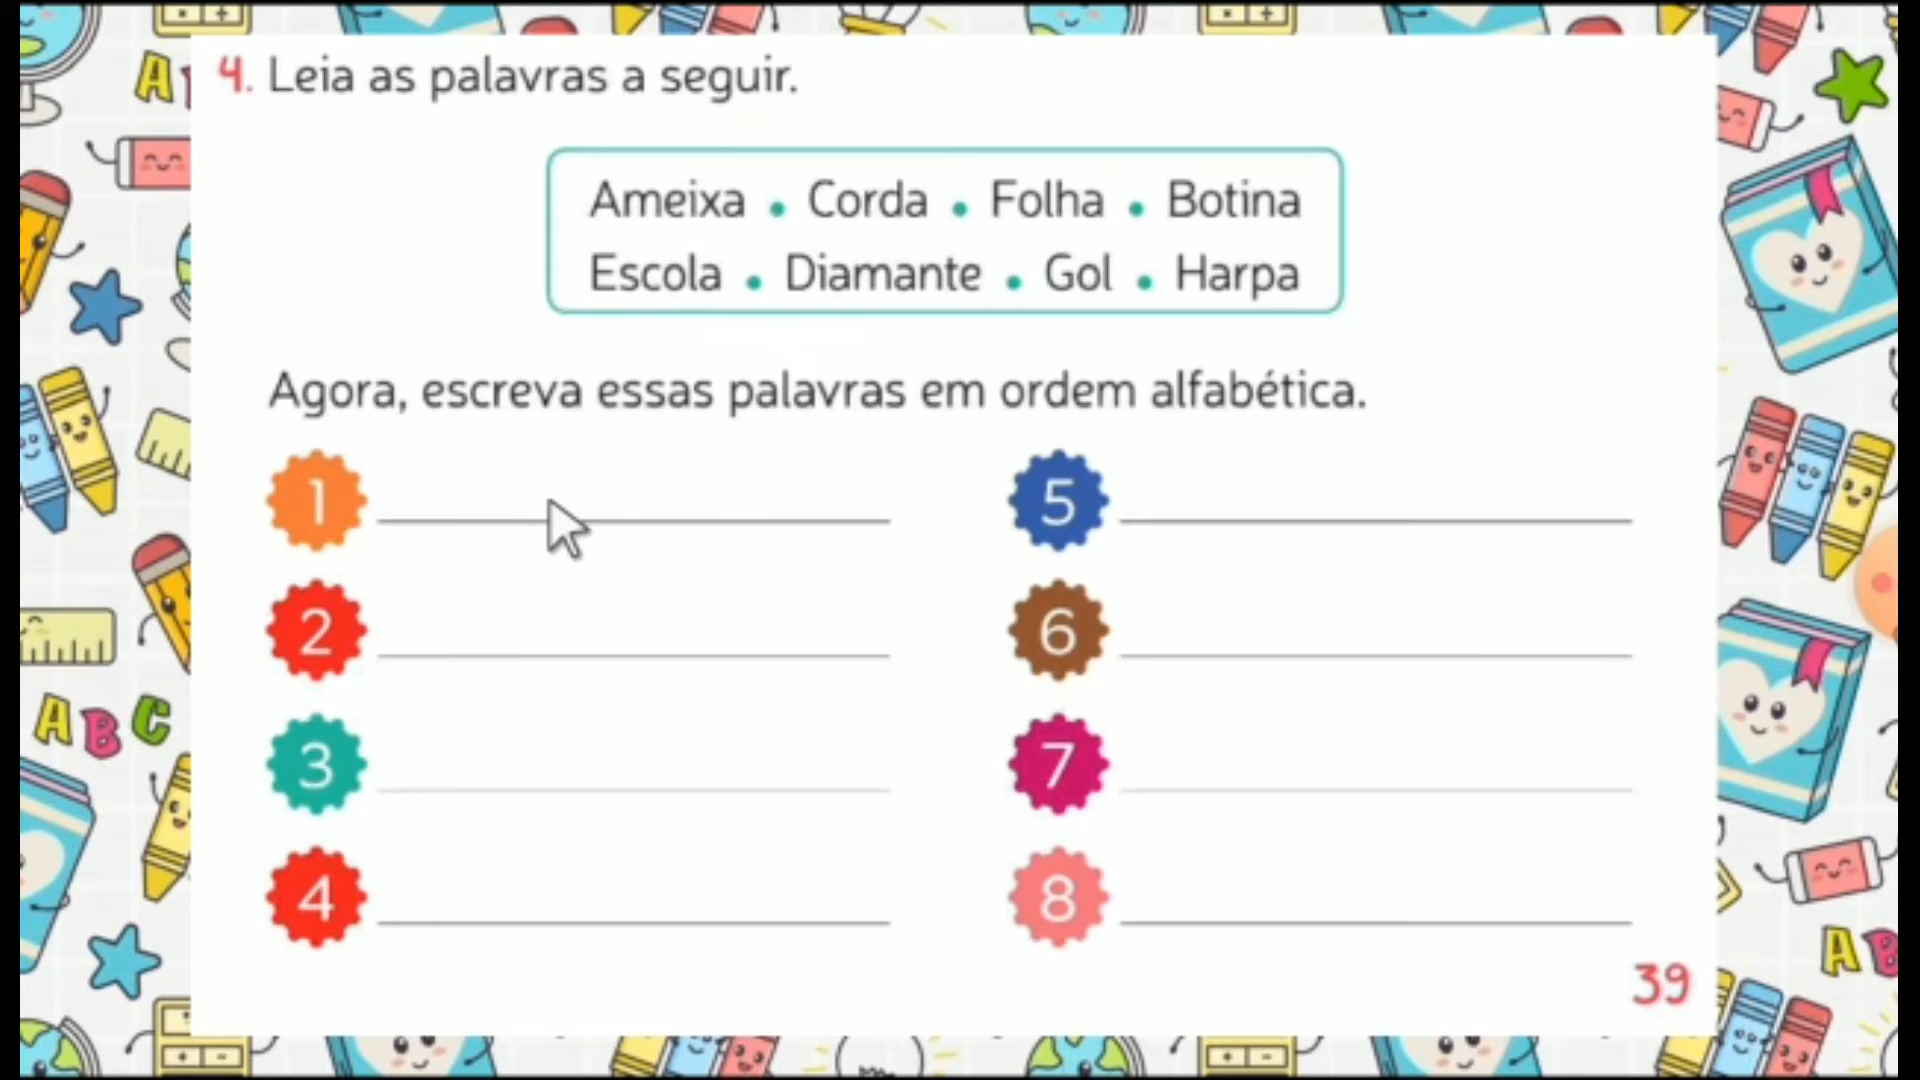 4. Leia as palavras a seguir.
Ameixa • Corda • Folha • Botina
Escola • Diamante • Gol • Harpa
Agora, escreva essas palavras em ordem alfabética.
1
2
3
4
5
6
7
8
39
A
ABC
AB